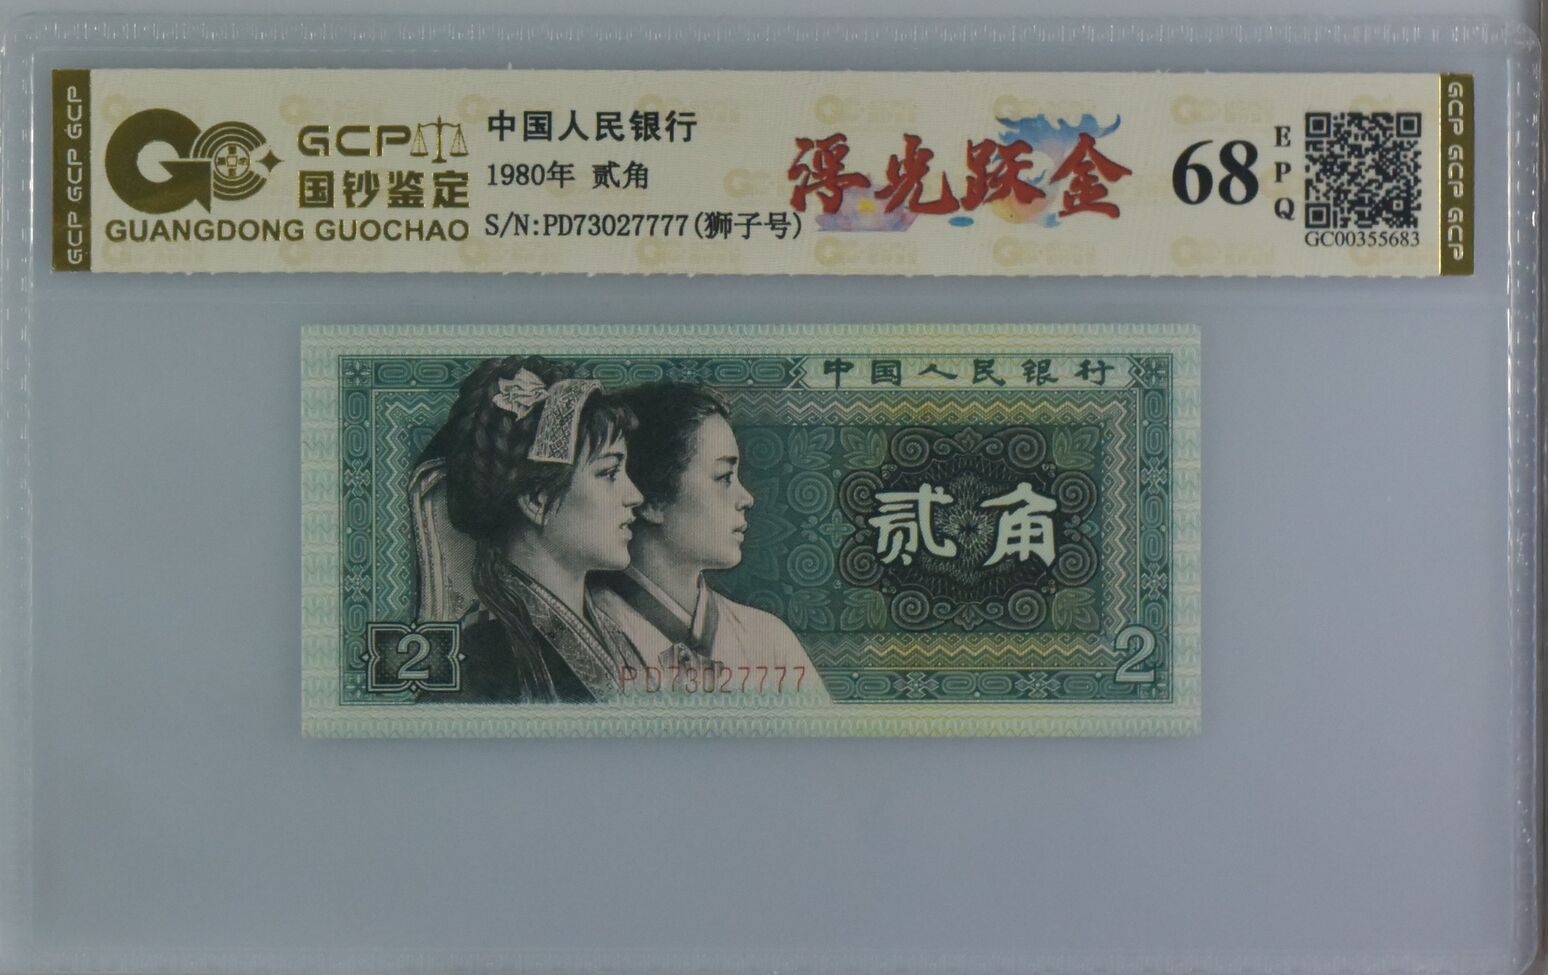 GCP GCP GCP
GCP
国钞鉴定
GUANGDONG GUOCHAO
中国人民银行
1980年 贰角
S/N:PD73027777(狮子号)
浮光跃金
68
EPQ
GC00355683
GCP GCP GCP
中国人民银行
贰角
2
2
PD73027777